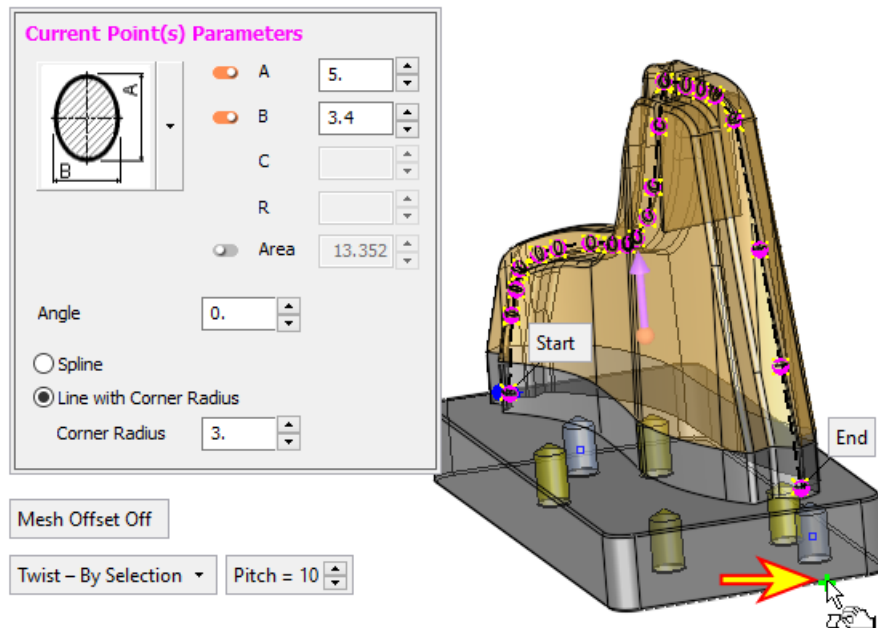 Current Point(s) Parameters
A
B
A 5.
B 3.4
C
R
Area 13.352
Angle 0.
Spline
Line with Corner Radius
Corner Radius 3.
Start
End
Mesh Offset Off
Twist – By Selection Pitch = 10